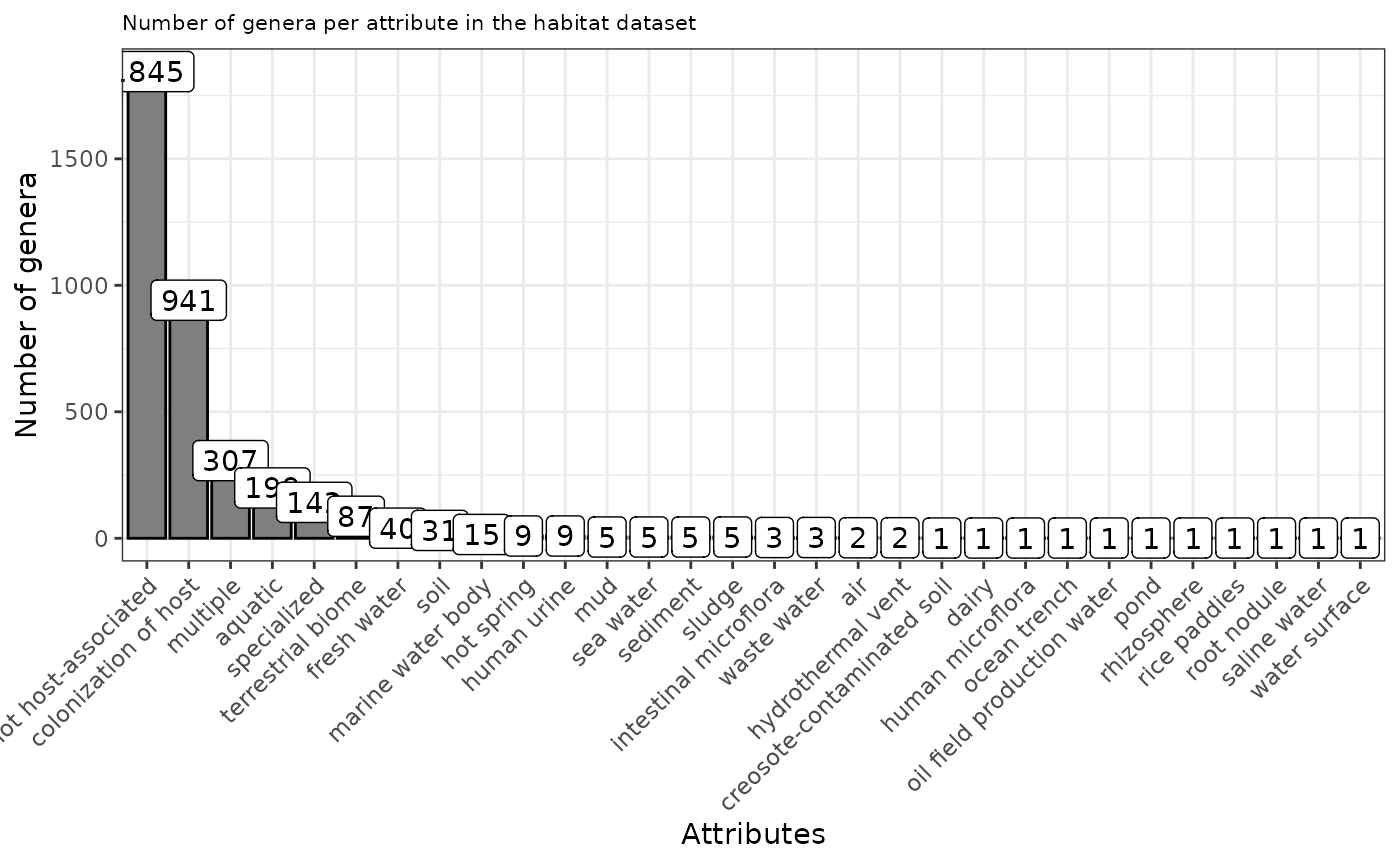 Number of genera per attribute in the habitat dataset
Number of genera
1500
1000
500
0
845
941
307
87
40
31
15
9
9
5
5
5
5
3
3
2
2
1
1
1
1
1
1
1
1
1
1
1
ot host-associated
colonization of host
multiple
aquatic
specialized
terrestrial biome
fresh water
soil
marine water body
hot spring
human urine
mud
sea water
sediment
sludge
intestinal microflora
waste water
air
hydrothermal vent
creosote-contaminated soil
dairy
human microflora
ocean trench
oil field production water
pond
rhizosphere
rice paddies
root nodule
saline water
water surface
Attributes